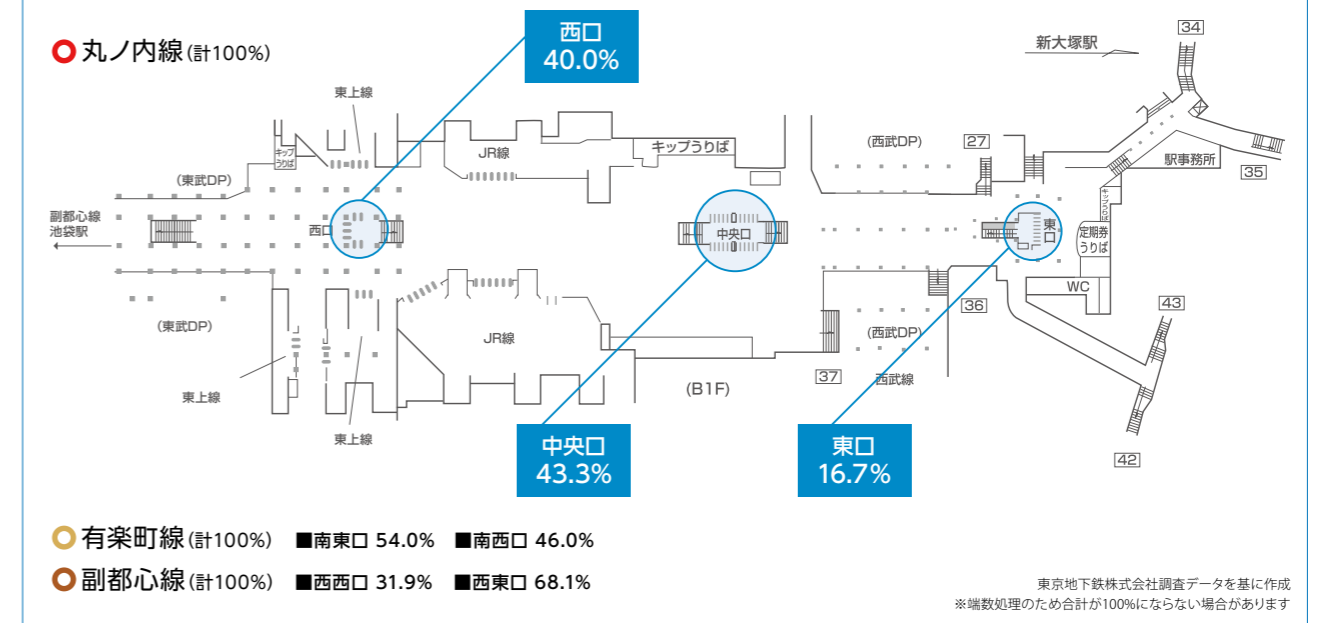 丸ノ内線(計100%)
西口
40.0%
新大塚駅
34
東上線
キップ
うりば
JR線
キップうりば
(西武DP)
27
駅事務所
35
(東武DP)
副都心線
池袋駅
西口
中央口
東口
キップうりば
定期券
うりば
WC
36
43
(東武DP)
JR線
(西武DP)
37
西武線
(B1F)
東上線
東上線
中央口
43.3%
東口
16.7%
42
有楽町線(計100%) ■南東口 54.0% ■南西口 46.0%
副都心線(計100%) ■西西口 31.9% ■西東口 68.1%
東京地下鉄株式会社調査データを基に作成
※端数処理のため合計が100%にならない場合があります